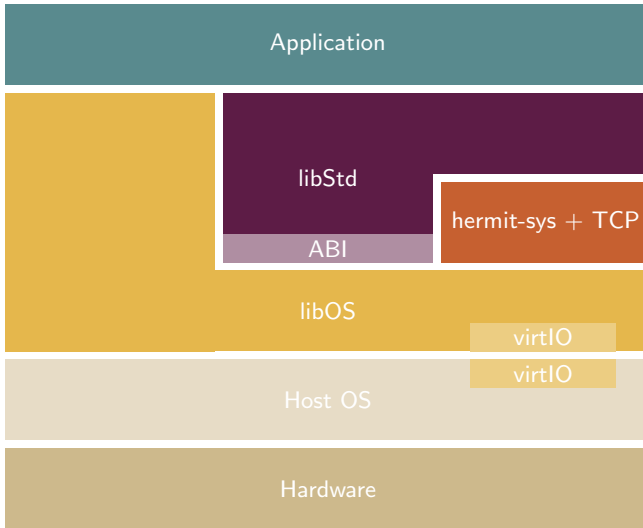 Application
libStd
hermit-sys + TCP
ABI
libOS
virtIO
virtIO
Host OS
Hardware